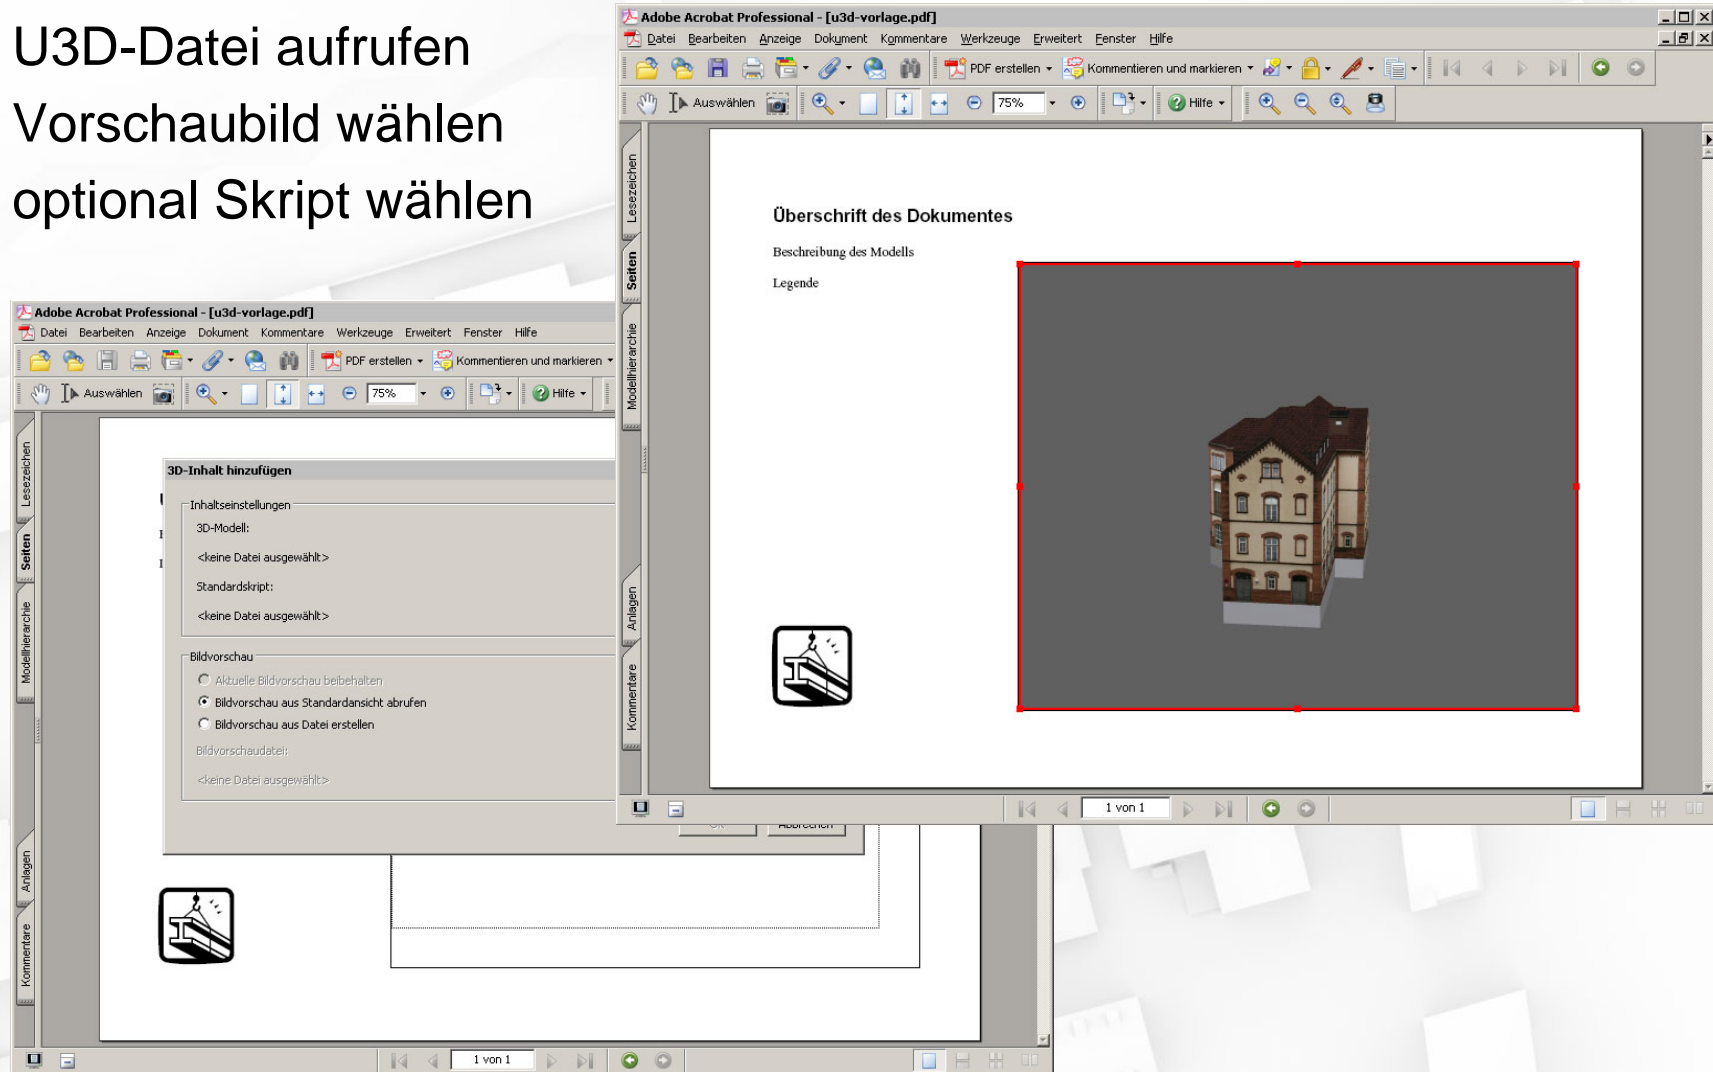 U3D-Datei aufrufen
Vorschaubild wählen
optional Skript wählen
Adobe Acrobat Professional - [u3d-vorlage.pdf]
Datei Bearbeiten Anzeige Dokument Kommentare Werkzeuge Erweitert Fenster Hilfe
PDF erstellen Kommentieren und markieren
Auswählen 75% Hilfe
Lesezeichen
Seiten
Modellhierarchie
Anlagen
Kommentare
Überschrift des Dokumentes
Beschreibung des Modells
Legende
1 von 1
Adobe Acrobat Professional - [u3d-vorlage.pdf]
Datei Bearbeiten Anzeige Dokument Kommentare Werkzeuge Erweitert Fenster Hilfe
PDF erstellen Kommentieren und markieren
Auswählen 75% Hilfe
Lesezeichen
Seiten
Modellhierarchie
Anlagen
Kommentare
3D-Inhalt hinzufügen
Inhaltseinstellungen
3D-Modell:
<keine Datei ausgewählt>
Standardskript:
<keine Datei ausgewählt>
Bildvorschau
Aktuelle Bildvorschau beibehalten
Bildvorschau aus Standardansicht abrufen
Bildvorschau aus Datei erstellen
Bildvorschaudatei:
<keine Datei ausgewählt>
OK Abbrechen
1 von 1